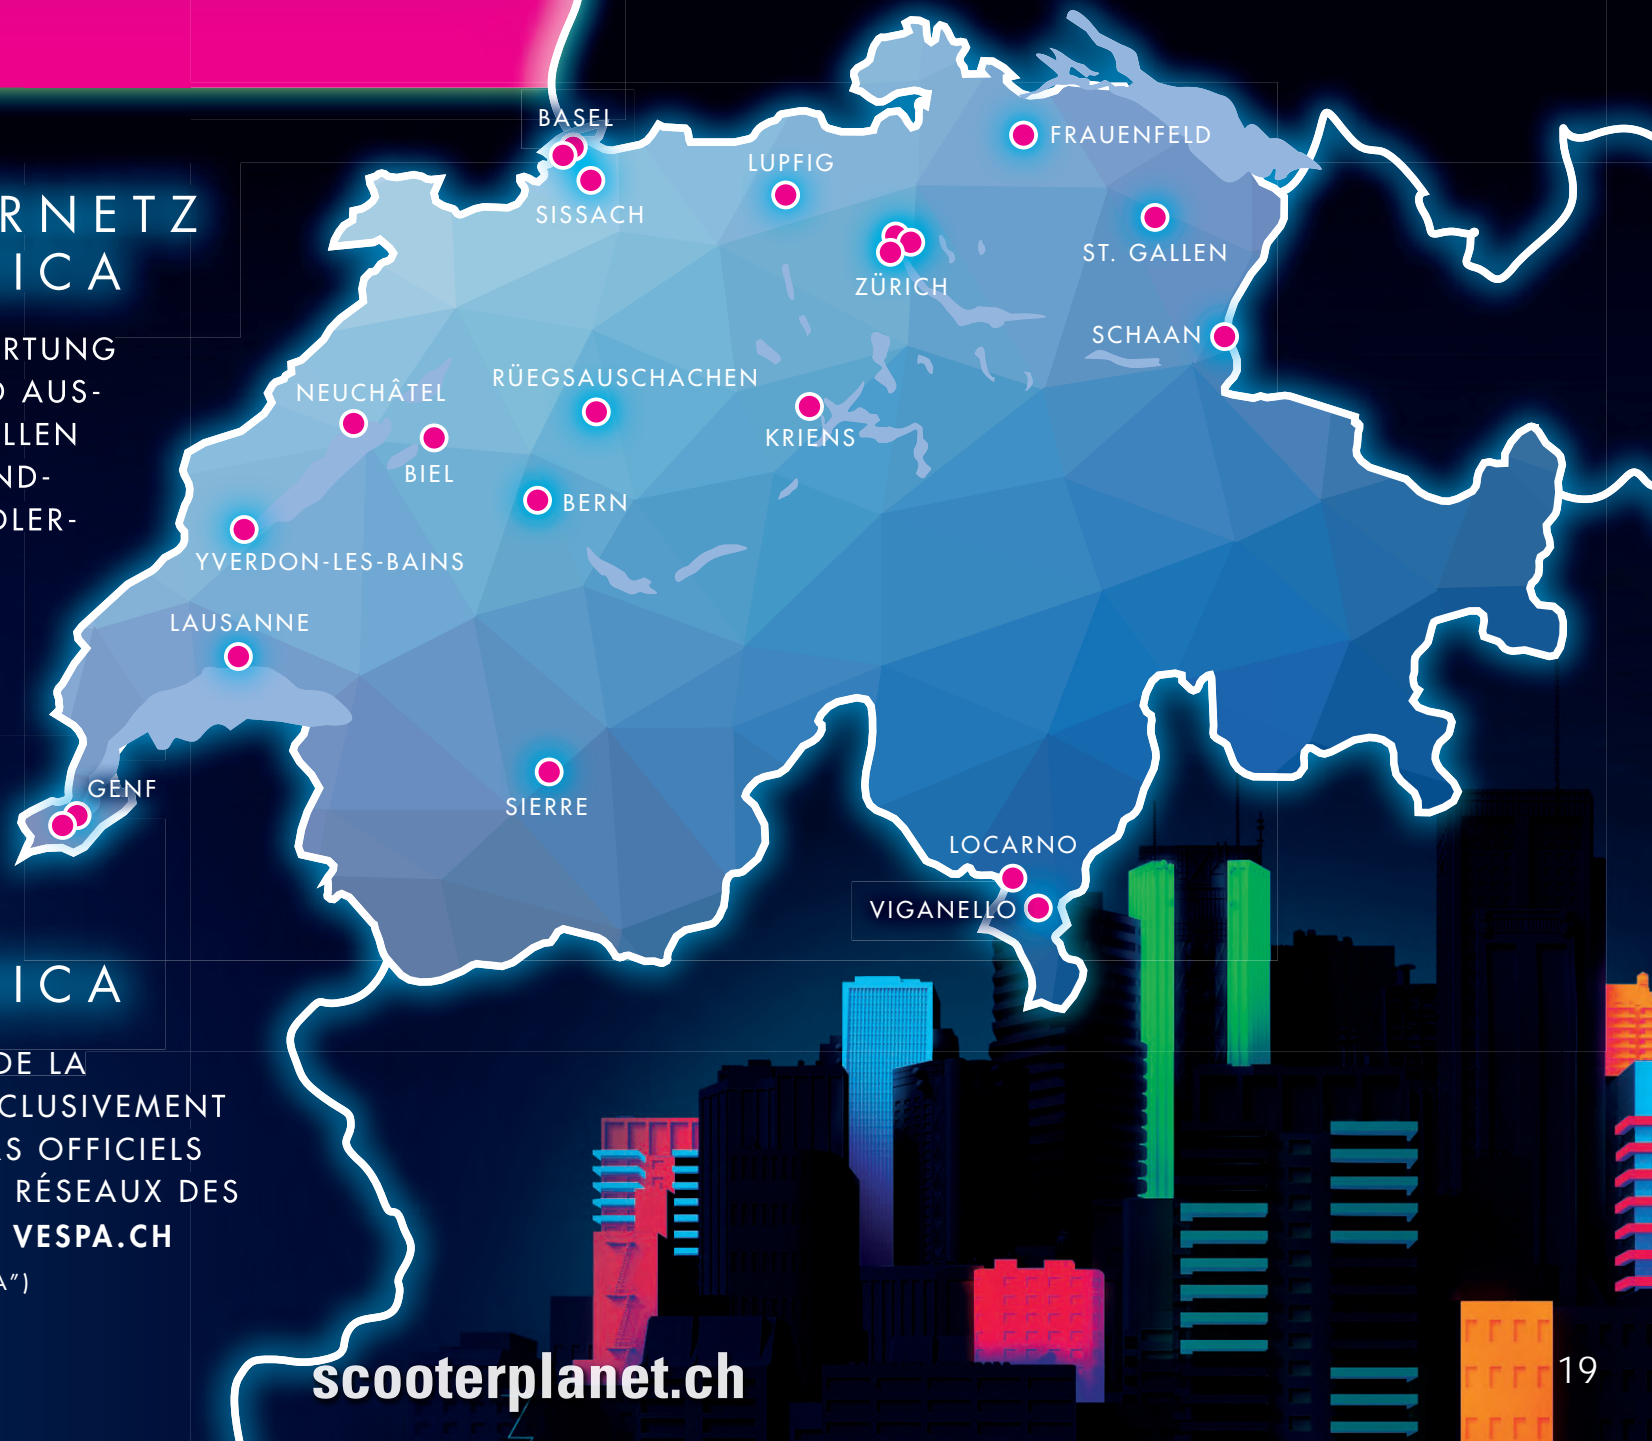 BASEL
FRAUENFELD
LUPFIG
RNETZ
SISSACH
ST. GALLEN
ICA
ZÜRICH
SCHAAN
RTUNG
AUS-
RÜEGSAUSCHACHEN
NEUCHÂTEL
LLEN
KRIENS
BIEL
ND-
BERN
DLER-
YVERDON-LES-BAINS
LAUSANNE
GENF
SIERRE
LOCARNO
VIGANELLO
ICA
DE LA
CLUSIVEMENT
S OFFICIELS
RÉSEAUX DES
VESPA.CH
A")
scooterplanet.ch
19